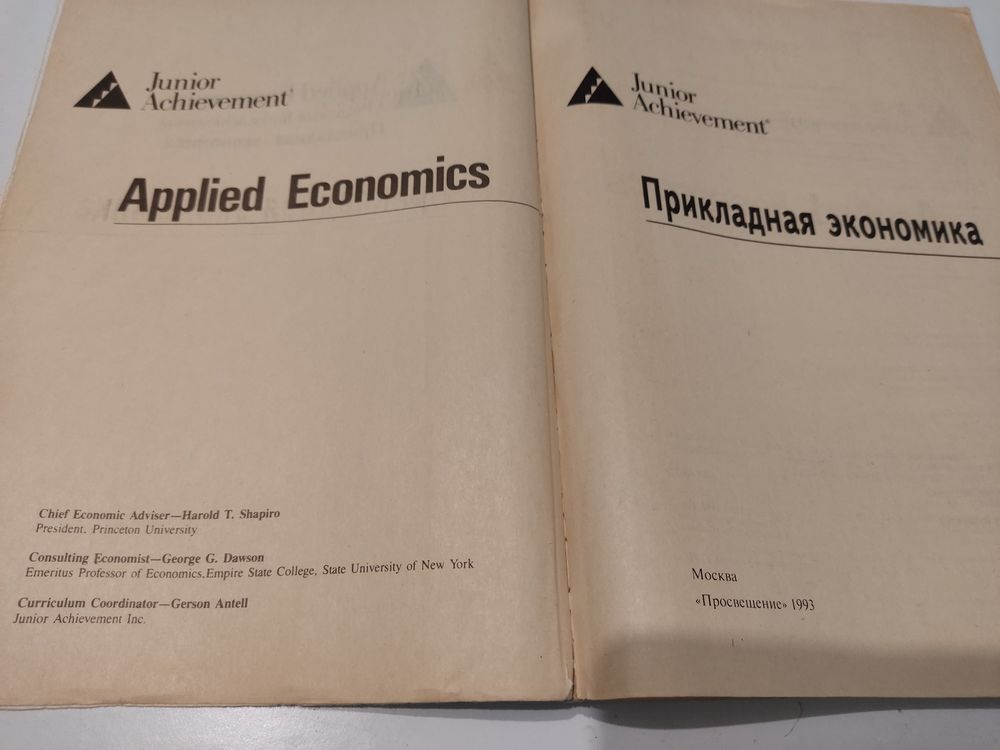 Junior
Achievement
Applied Economics
Chief Economic Adviser—Harold T. Shapiro
President, Princeton University
Consulting Economist—George G. Dawson
Emeritus Professor of Economics,Empire State College, State University of New York
Curriculum Coordinator—Gerson Antell
Junior Achievement Inc.
Junior
Achievement®
Прикладная экономика
Москва
«Просвещение» 1993